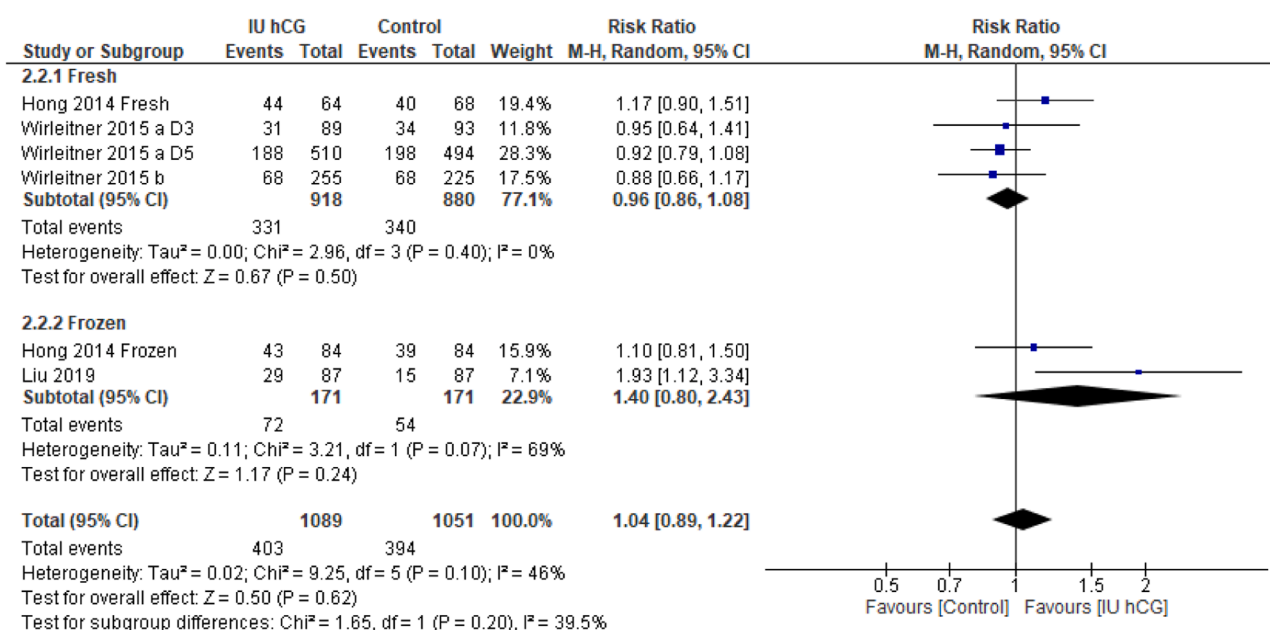 IU hCG Control Risk Ratio Risk Ratio
Study or Subgroup Events Total Events Total Weight M-H, Random, 95% CI M-H, Random, 95% CI
2.2.1 Fresh
Hong 2014 Fresh 44 64 40 68 19.4% 1.17 [0.90, 1.51]
Wirleitner 2015 a D3 31 89 34 93 11.8% 0.95 [0.64, 1.41]
Wirleitner 2015 a D5 188 510 198 494 28.3% 0.92 [0.79, 1.08]
Wirleitner 2015 b 68 255 68 225 17.5% 0.88 [0.66, 1.17]
Subtotal (95% CI) 918 880 77.1% 0.96 [0.86, 1.08]
Total events 331 340
Heterogeneity: Tau² = 0.00; Chi² = 2.96, df = 3 (P = 0.40); I² = 0%
Test for overall effect: Z = 0.67 (P = 0.50)
2.2.2 Frozen
Hong 2014 Frozen 43 84 39 84 15.9% 1.10 [0.81, 1.50]
Liu 2019 29 87 15 87 7.1% 1.93 [1.12, 3.34]
Subtotal (95% CI) 171 171 22.9% 1.40 [0.80, 2.43]
Total events 72 54
Heterogeneity: Tau² = 0.11; Chi² = 3.21, df = 1 (P = 0.07); I² = 69%
Test for overall effect: Z = 1.17 (P = 0.24)
Total (95% CI) 1089 1051 100.0% 1.04 [0.89, 1.22]
Total events 403 394
Heterogeneity: Tau² = 0.02; Chi² = 9.25, df = 5 (P = 0.10); I² = 46%
Test for overall effect: Z = 0.50 (P = 0.62)
Test for subgroup differences: Chi² = 1.65, df = 1 (P = 0.20), I² = 39.5%
0.5 0.7 1 1.5 2
Favours [Control] Favours [IU hCG]